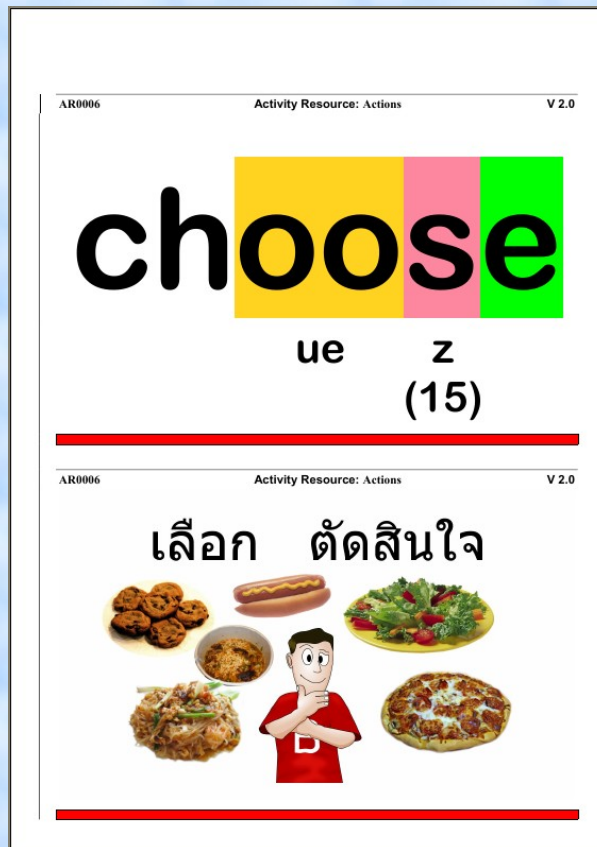 AR0006 Activity Resource: Actions V 2.0
choose
ue z
(15)
AR0006 Activity Resource: Actions V 2.0
เลือก ตัดสินใจ
B